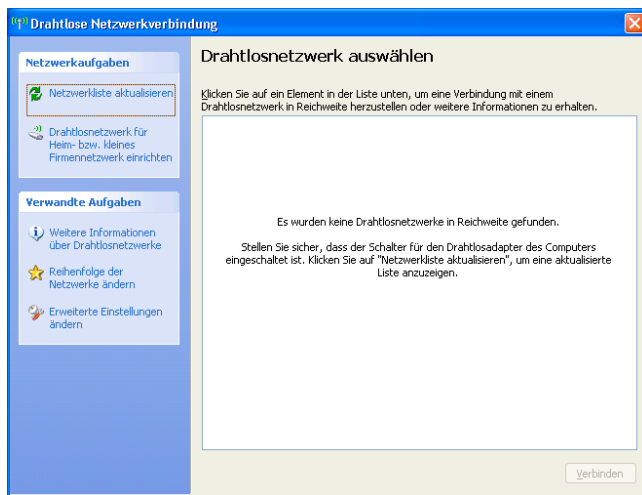 Drahtlose Netzwerkverbindung
Netzwerkaufgaben
Netzwerkliste aktualisieren
Drahtlosnetzwerk für
Heim- bzw. kleines
Firmennetzwerk einrichten
Verwandte Aufgaben
Weitere Informationen
über Drahtlosnetzwerke
Reihenfolge der
Netzwerke ändern
Erweiterte Einstellungen
ändern
Drahtlosnetzwerk auswählen
Klicken Sie auf ein Element in der Liste unten, um eine Verbindung mit einem
Drahtlosnetzwerk in Reichweite herzustellen oder weitere Informationen zu erhalten.
Es wurden keine Drahtlosnetzwerke in Reichweite gefunden.
Stellen Sie sicher, dass der Schalter für den Drahtlosadapter des Computers
eingeschaltet ist. Klicken Sie auf "Netzwerkliste aktualisieren", um eine aktualisierte
Liste anzuzeigen.
Verbinden